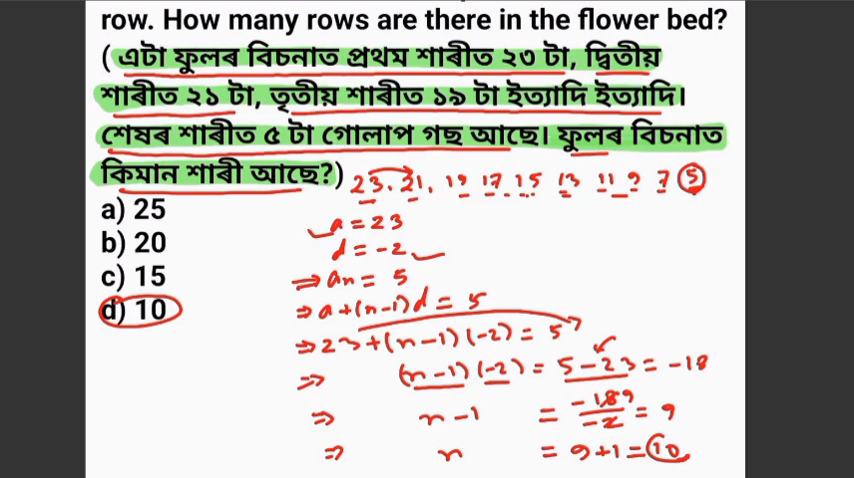 row. How many rows are there in the flower bed?
(এটা ফুলৰ বিচনাত প্ৰথম শাৰীত ২৩ টা, দ্বিতীয়
শাৰীত ২১ টা, তৃতীয় শাৰীত ১৯ টা ইত্যাদি ইত্যাদি।
শেষৰ শাৰীত ৫ টা গোলাপ গছ আছে। ফুলৰ বিচনাত
কিমান শাৰী আছে?) 23, 21, 19 17 15 13 11 9 7 5
a) 25
b) 20
c) 15
d) 10
a = 23
d = -2
⇒ an = 5
⇒ a+(n-1)d = 5
⇒ 23+(n-1)(-2) = 5
⇒ (n-1)(-2) = 5-23 = -18
⇒ n-1 = -18/-2 = 9
⇒ n = 9+1 = 10